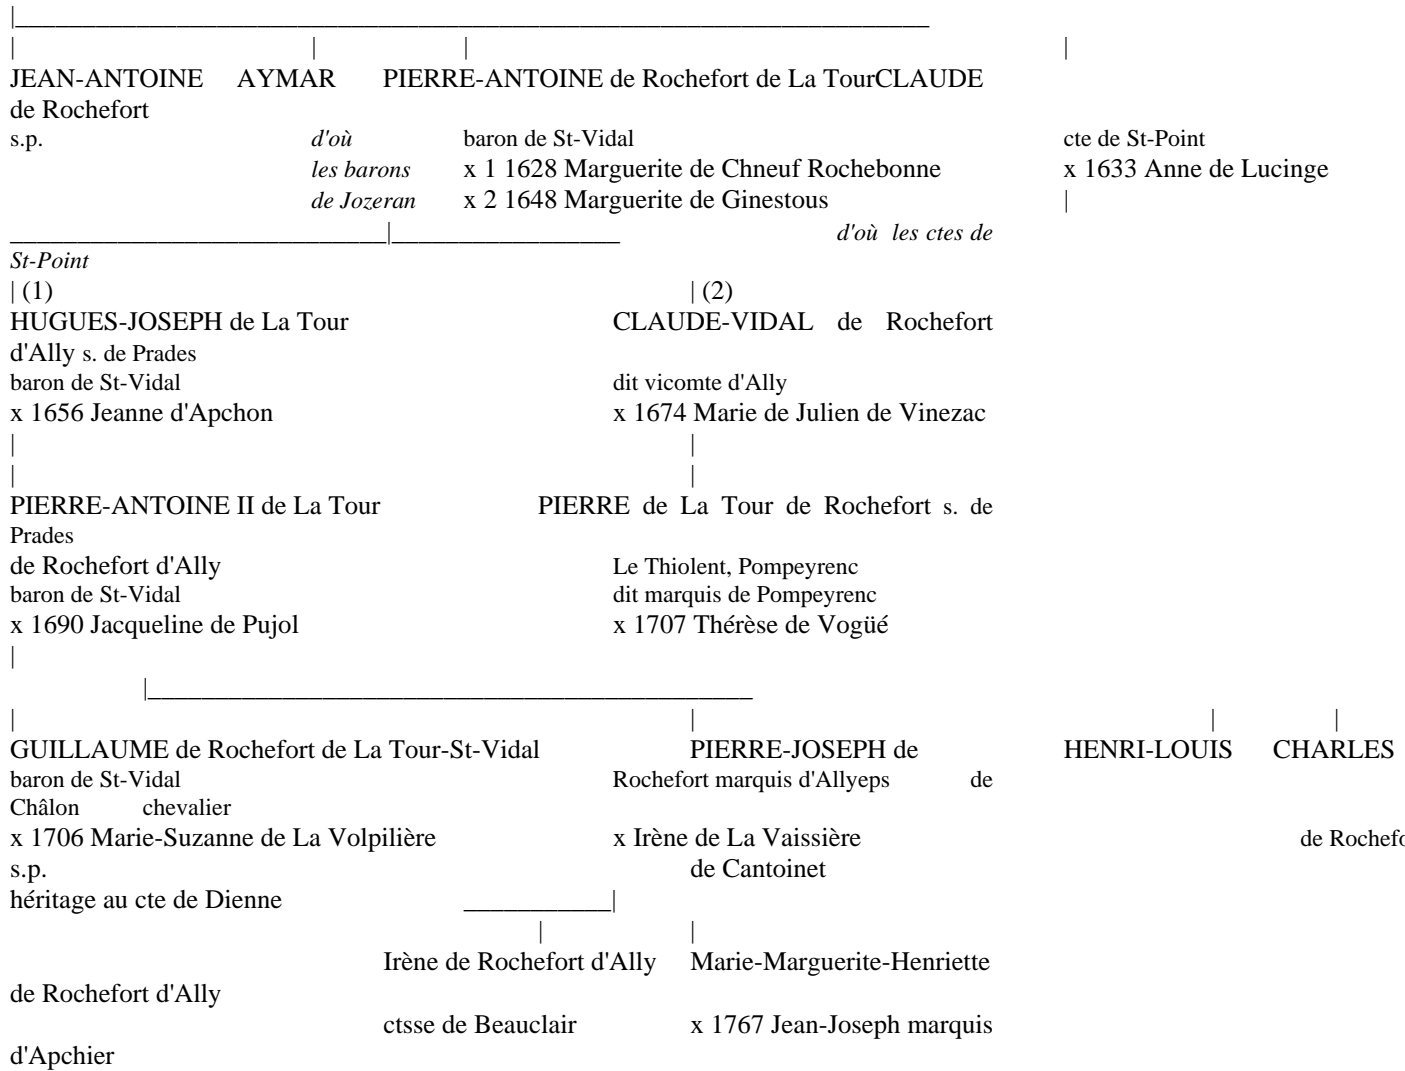 JEAN-ANTOINE AYMAR PIERRE-ANTOINE de Rochefort de La TourCLAUDE
de Rochefort
s.p. d'où baron de St-Vidal cte de St-Point
les barons x 1 1628 Marguerite de Chneuf Rochebonne x 1633 Anne de Lucinge
de Jozeran x 2 1648 Marguerite de Ginestous |
d'où les ctes de
St-Point
| (1) | (2)
HUGUES-JOSEPH de La Tour CLAUDE-VIDAL de Rochefort
d'Ally s. de Prades
baron de St-Vidal dit vicomte d'Ally
x 1656 Jeanne d'Apchon x 1674 Marie de Julien de Vinezac
PIERRE-ANTOINE II de La Tour PIERRE de La Tour de Rochefort s. de
Prades
de Rochefort d'Ally Le Thiolent, Pompeyrenc
baron de St-Vidal dit marquis de Pompeyrenc
x 1690 Jacqueline de Pujol x 1707 Thérèse de Vogüé
GUILLAUME de Rochefort de La Tour-St-Vidal PIERRE-JOSEPH de HENRI-LOUIS CHARLES
baron de St-Vidal Rochefort marquis d'Allyeps de
Châlon chevalier
x 1706 Marie-Suzanne de La Volpilière x Irène de La Vaissière de Rochefo
s.p. de Cantoinet
héritage au cte de Dienne
Irène de Rochefort d'Ally Marie-Marguerite-Henriette
de Rochefort d'Ally
ctsse de Beauclair x 1767 Jean-Joseph marquis
d'Apchier